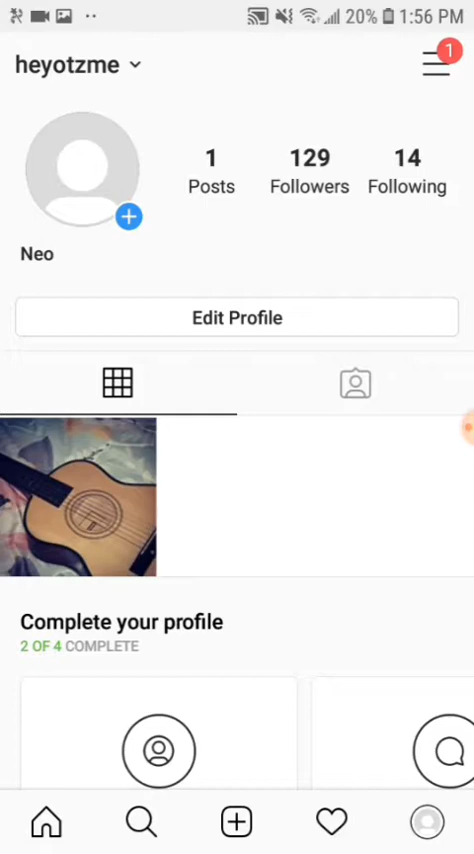 20% 1:56 PM
heyotzme
1
1 129 14
Posts Followers Following
Neo
Edit Profile
Complete your profile
2 OF 4 COMPLETE